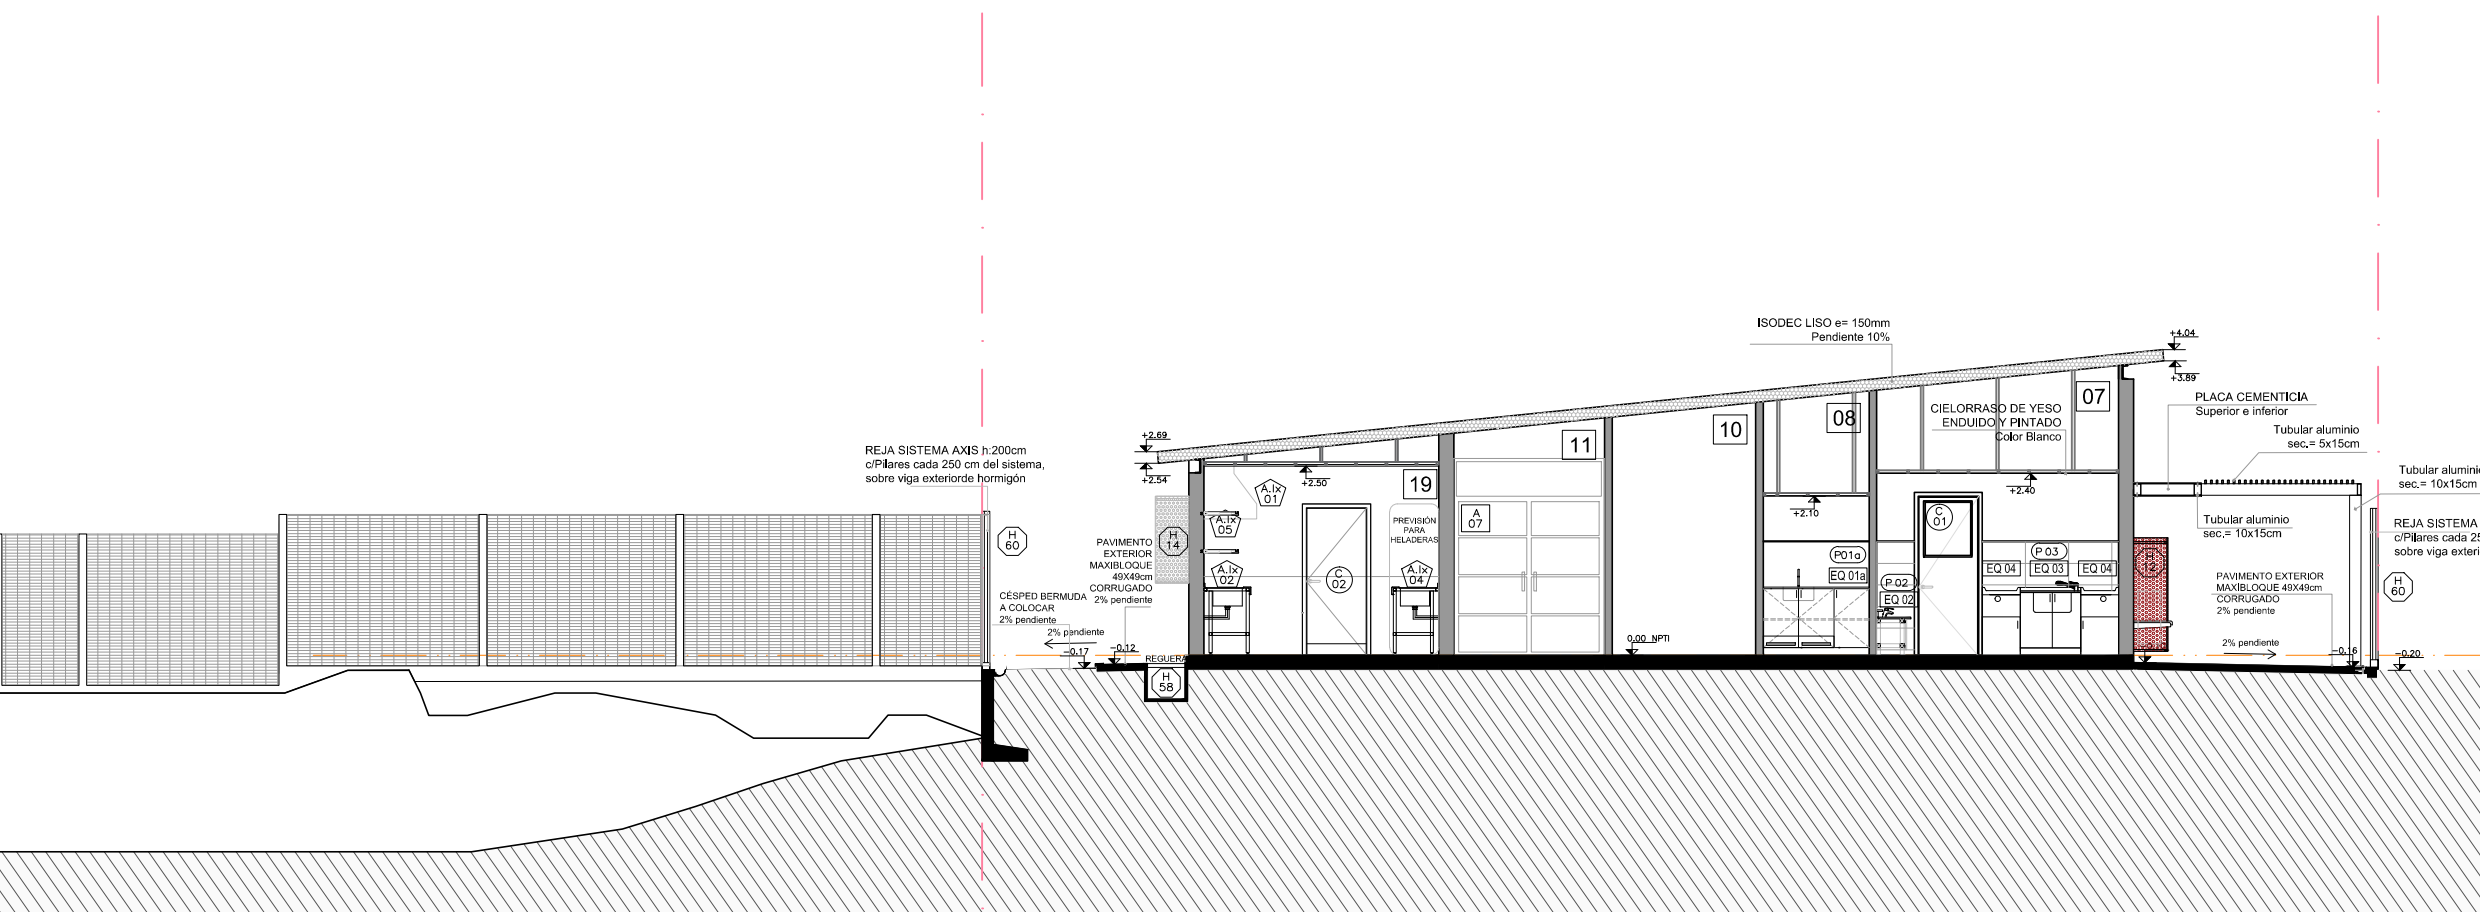 ISODEC LISO e= 150mm
Pendiente 10%
+4.04
+3.89
PLACA CEMENTICIA
Superior e inferior
Tubular aluminio
sec.= 5x15cm
Tubular aluminio
sec.= 10x15cm
Tubular aluminio
sec.= 10x15cm
REJA SISTEMA
c/Pilares cada 25
sobre viga exteri
H
60
PAVIMENTO EXTERIOR
MAXIBLOQUE 49X49cm
CORRUGADO
2% pendiente
2% pendiente
-0.16
-0.20
12
07
CIELORRASO DE YESO
ENDUIDO Y PINTADO
Color Blanco
+2.40
C
01
P 03
EQ 04
EQ 03
EQ 04
P 02
EQ 02
08
+2.10
P01a
EQ 01a
10
0.00 NPTI
11
A
07
19
+2.50
A.Ix
01
A.Ix
05
A.Ix
02
C
02
PREVISIÓN
PARA
HELADERAS
A.Ix
04
+2.69
+2.54
H
14
REJA SISTEMA AXIS h:200cm
c/Pilares cada 250 cm del sistema,
sobre viga exteriorde hormigón
H
60
PAVIMENTO
EXTERIOR
MAXIBLOQUE
49X49cm
CORRUGADO
2% pendiente
CÉSPED BERMUDA
A COLOCAR
2% pendiente
2% pendiente
-0.17
-0.12
REGUERA
H
58